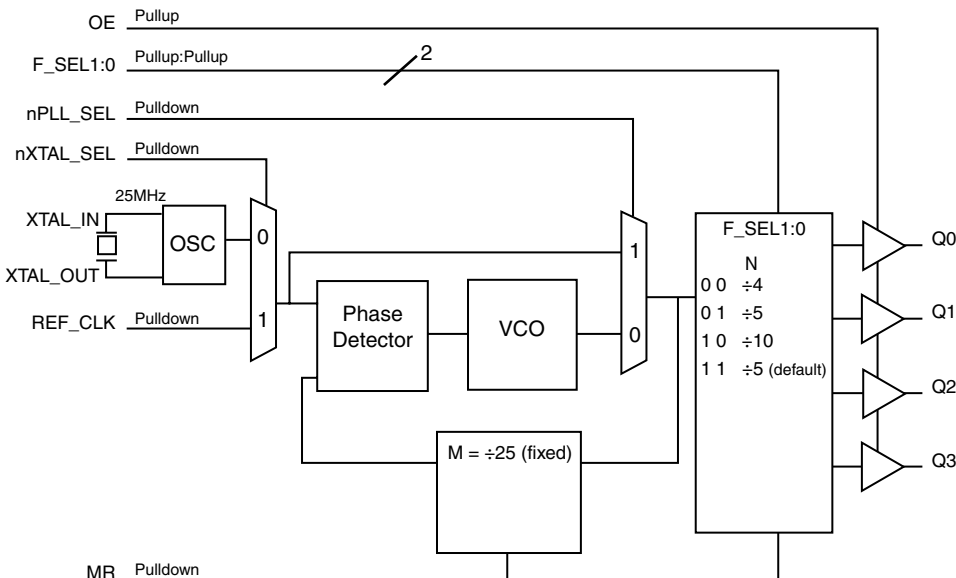 OE Pullup
F_SEL1:0 Pullup:Pullup 2
nPLL_SEL Pulldown
nXTAL_SEL Pulldown
25MHz
XTAL_IN
OSC
XTAL_OUT
REF_CLK Pulldown
0
1
Phase
Detector
VCO
1
0
M = ÷25 (fixed)
F_SEL1:0
N
0 0 ÷4
0 1 ÷5
1 0 ÷10
1 1 ÷5 (default)
Q0
Q1
Q2
Q3
MR Pulldown